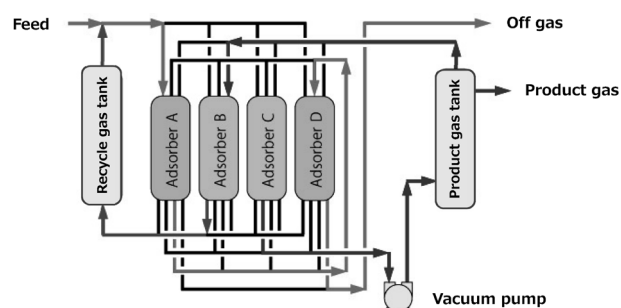 Feed
Off gas
Product gas
Recycle gas tank
Adsorber A
Adsorber B
Adsorber C
Adsorber D
Product gas tank
Vacuum pump